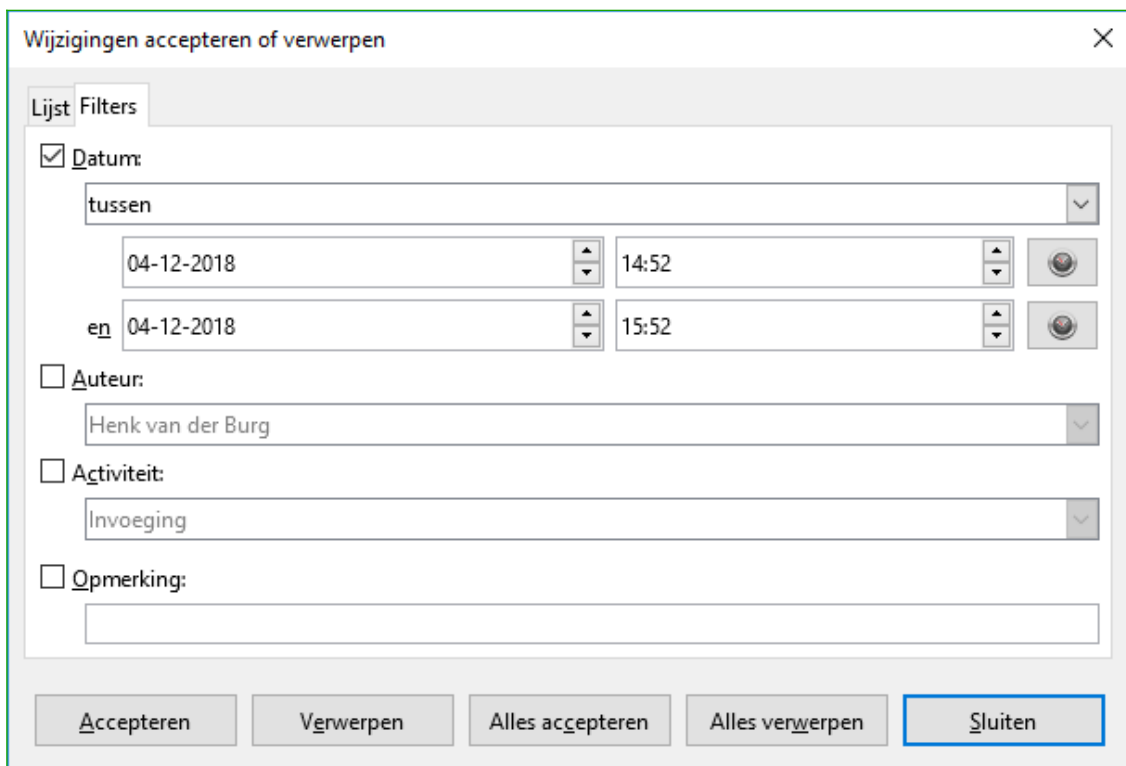 Wijzigingen accepteren of verwerpen
Lijst Filters
Datum:
tussen
04-12-2018 14:52
en 04-12-2018 15:52
Auteur:
Henk van der Burg
Activiteit:
Invoeging
Opmerking:
Accepteren Verwerpen Alles accepteren Alles verwerpen Sluiten